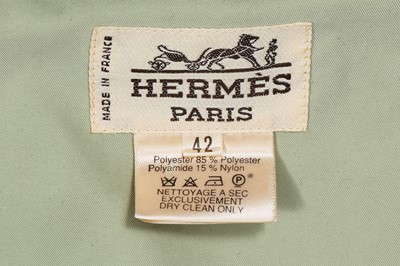 MADE IN FRANCE
HERMÈS
PARIS
42
Polyester 85 % Polyester
Polyamide 15 % Nylon
NETTOYAGE A SEC
EXCLUSIVEMENT
DRY CLEAN ONLY